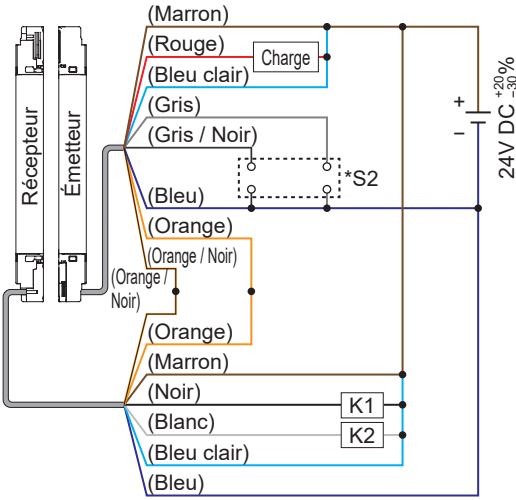 (Marron)
(Rouge)
Charge
(Bleu clair)
(Gris)
(Gris / Noir)
*S2
(Bleu)
(Orange)
(Orange / Noir)
(Orange /
Noir)
(Orange)
(Marron)
(Noir)
K1
(Blanc)
K2
(Bleu clair)
(Bleu)
Récepteur
Émetteur
+
−
24V DC +20 −30 %